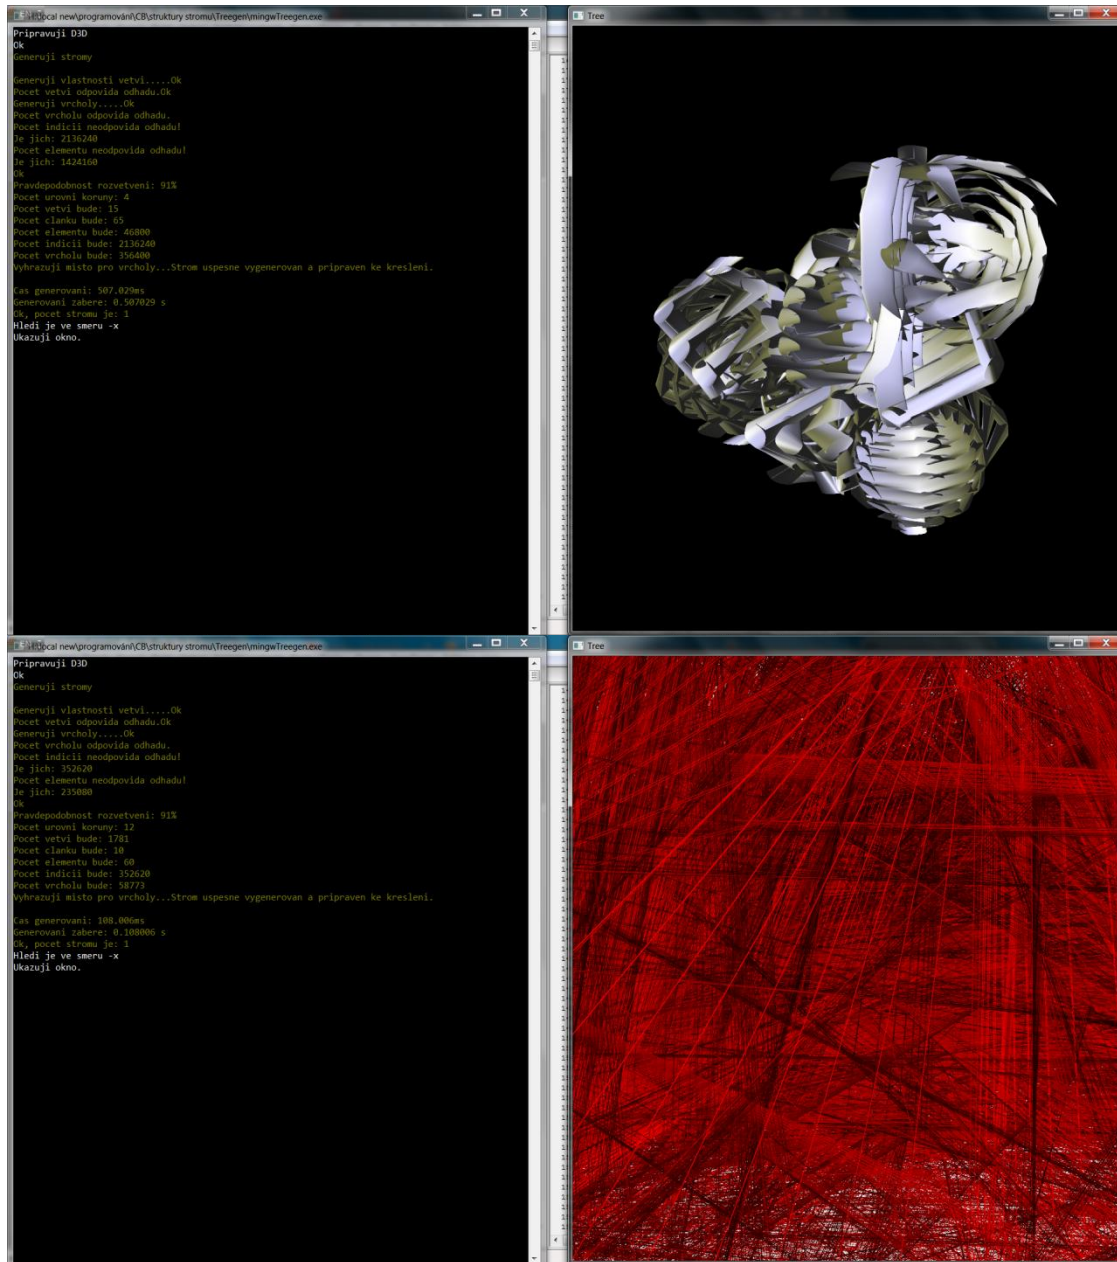 local new\programování\CB\struktury stromu\Treegen\mingwTreegen.exe
Pripravuji D3D
Ok
Generuji stromy
Generuji vlastnosti vetvi.....Ok
Pocet vetvi odpovida odhadu.Ok
Generuji vrcholy.....Ok
Pocet vrcholu odpovida odhadu.
Pocet indicii neodpovida odhadu!
Je jich: 2136240
Pocet elementu neodpovida odhadu!
Je jich: 1424160
Ok
Pravdepodobnost rozvetveni: 91%
Pocet urovni koruny: 4
Pocet vetvi bude: 15
Pocet clanku bude: 65
Pocet elementu bude: 46800
Pocet indicii bude: 2136240
Pocet vrcholu bude: 356400
Vyhrazuji misto pro vrcholy...Strom uspesne vygenerovan a pripraven ke kresleni.
Cas generovani: 507.029ms
Generovani zabere: 0.507029 s
Ok, pocet stromu je: 1
Hledi je ve smeru -x
Ukazuji okno.
Tree
local new\programování\CB\struktury stromu\Treegen\mingwTreegen.exe
Pripravuji D3D
Ok
Generuji stromy
Generuji vlastnosti vetvi.....Ok
Pocet vetvi odpovida odhadu.Ok
Generuji vrcholy.....Ok
Pocet vrcholu odpovida odhadu.
Pocet indicii neodpovida odhadu!
Je jich: 352620
Pocet elementu neodpovida odhadu!
Je jich: 235080
Ok
Pravdepodobnost rozvetveni: 91%
Pocet urovni koruny: 12
Pocet vetvi bude: 1781
Pocet clanku bude: 10
Pocet elementu bude: 60
Pocet indicii bude: 352620
Pocet vrcholu bude: 58773
Vyhrazuji misto pro vrcholy...Strom uspesne vygenerovan a pripraven ke kresleni.
Cas generovani: 108.006ms
Generovani zabere: 0.108006 s
Ok, pocet stromu je: 1
Hledi je ve smeru -x
Ukazuji okno.
Tree